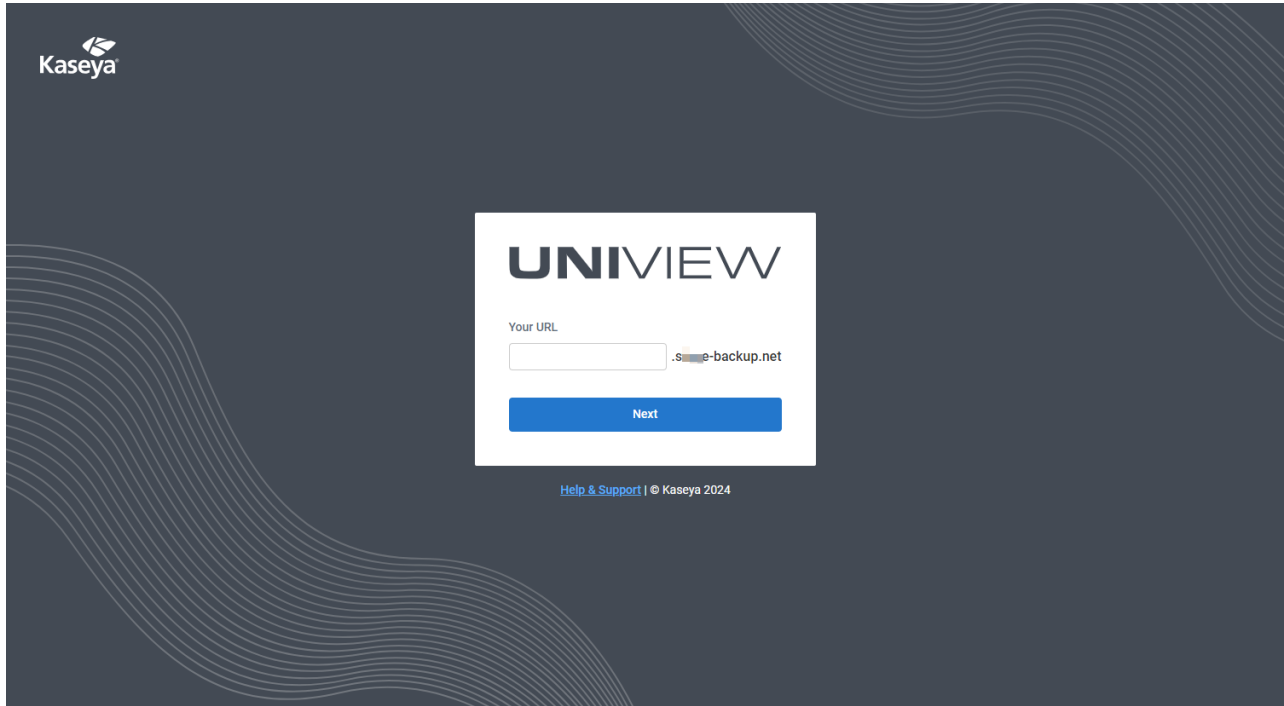 Kaseya
UNIVIEW
Your URL
-backup.net
Next
Help & Support | © Kaseya 2024